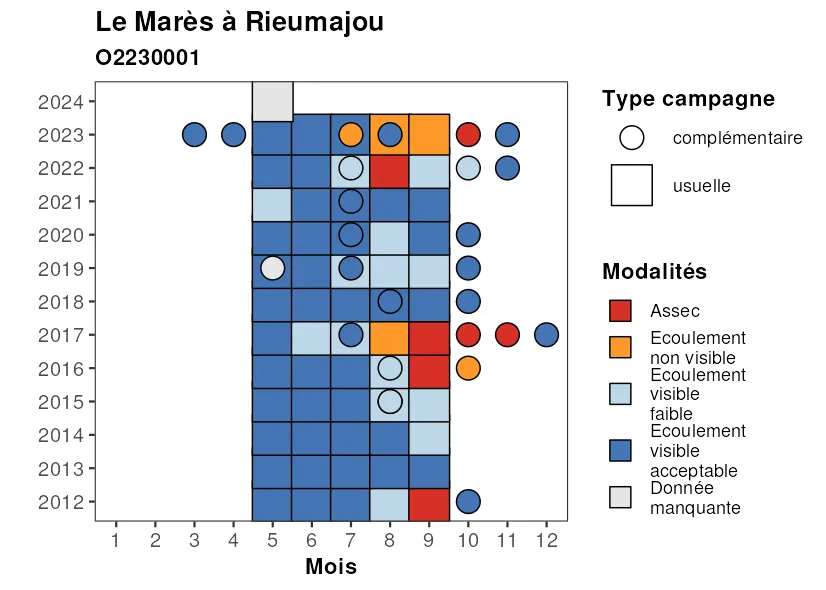 Le Marès à Rieumajou
O2230001
2024
2023
2022
2021
2020
2019
2018
2017
2016
2015
2014
2013
2012
1 2 3 4 5 6 7 8 9 10 11 12
Mois
Type campagne
complémentaire
usuelle
Modalités
Assec
Ecoulement
non visible
Ecoulement
visible
faible
Ecoulement
visible
acceptable
Donnée
manquante